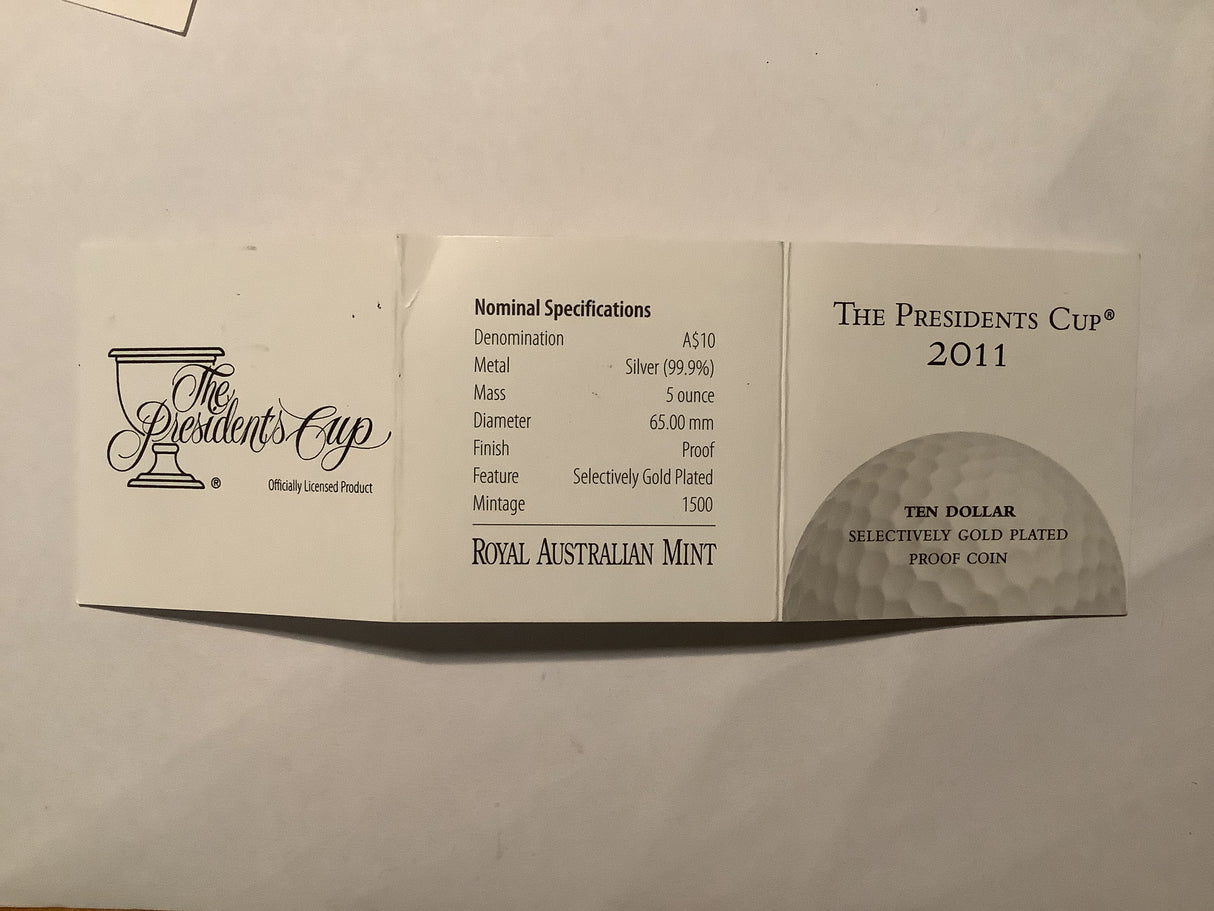 The
Presidents Cup
®
Officially Licensed Product
Nominal Specifications
Denomination A$10
Metal Silver (99.9%)
Mass 5 ounce
Diameter 65.00 mm
Finish Proof
Feature Selectively Gold Plated
Mintage 1500
ROYAL AUSTRALIAN MINT
THE PRESIDENTS CUP®
2011
TEN DOLLAR
SELECTIVELY GOLD PLATED
PROOF COIN